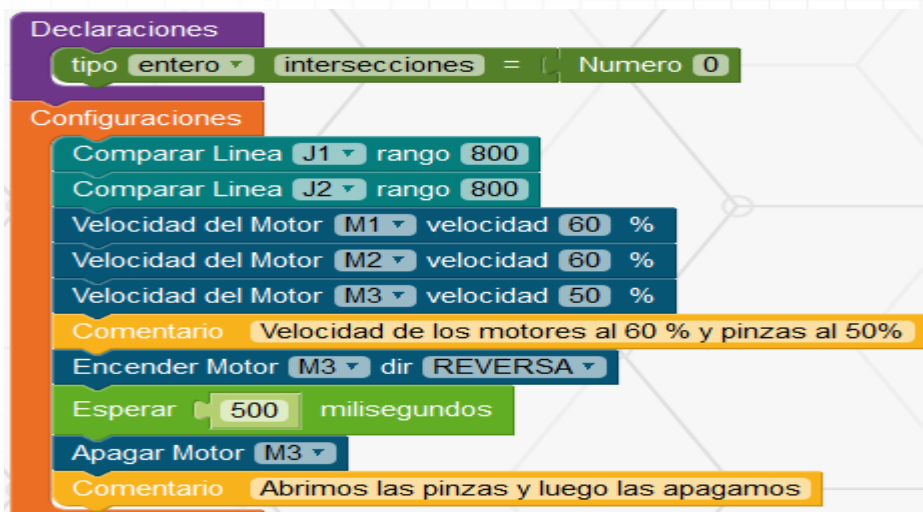 Declaraciones
tipo entero intersecciones = Numero 0
Configuraciones
Comparar Linea J1 rango 800
Comparar Linea J2 rango 800
Velocidad del Motor M1 velocidad 60 %
Velocidad del Motor M2 velocidad 60 %
Velocidad del Motor M3 velocidad 50 %
Comentario Velocidad de los motores al 60 % y pinzas al 50%
Encender Motor M3 dir REVERSA
Esperar 500 milisegundos
Apagar Motor M3
Comentario Abrimos las pinzas y luego las apagamos